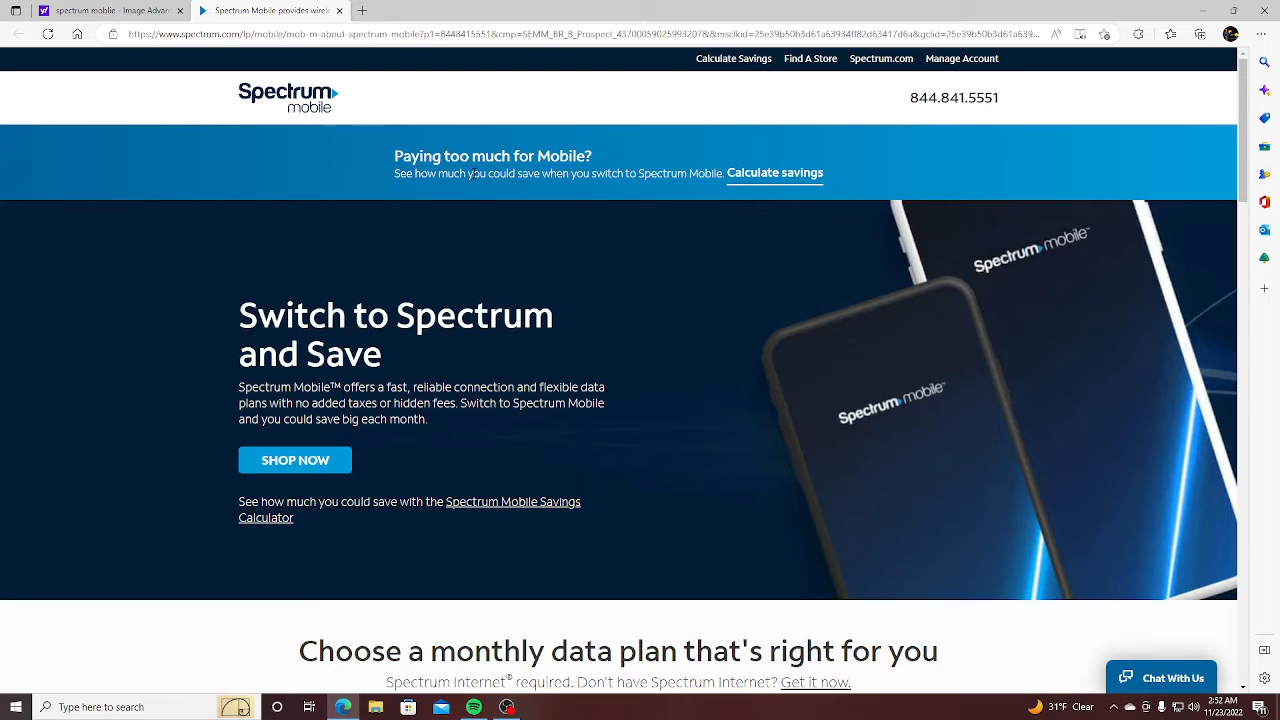 spectrum mobile - Image Advanc
Spectrum Mobile provides wirele
https://www.spectrum.com/lp/mobile/mob-m-about-spectrum-mobile?p1=8448415551&cmp=SEMM_BR_B_Prospect_43700059025993207
Calculate Savings Find A Store Spectrum.com Manage Account
Spectrum
mobile
844.841.5551
Paying too much for Mobile?
See how much you could save when you switch to Spectrum Mobile. Calculate savings
Spectrum mobile™
Switch to Spectrum
and Save
Spectrum mobile™
Spectrum Mobile™ offers a fast, reliable connection and flexible data
plans with no added taxes or hidden fees. Switch to Spectrum Mobile
and you could save big each month.
SHOP NOW
See how much you could save with the Spectrum Mobile Savings
Calculator
Choose a monthly data plan that's right for you
Spectrum Internet® required. Don't have Spectrum Internet? Get it now.
Chat With Us
Type here to search
31°F Clear
2:52 AM
11/23/2022